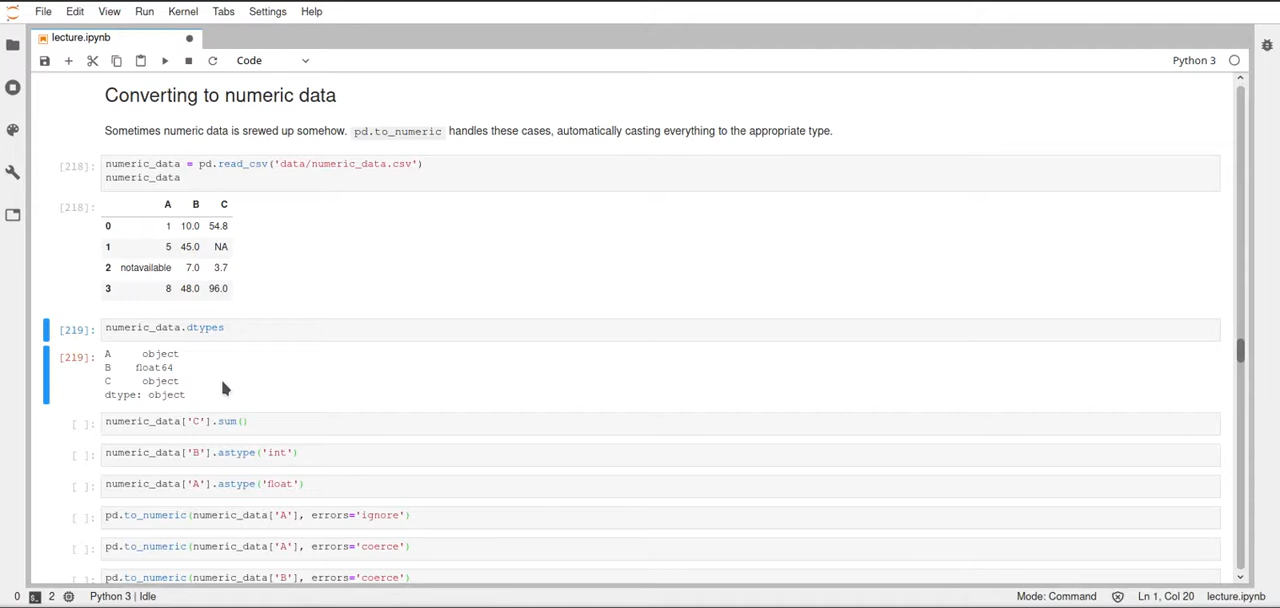 File Edit View Run Kernel Tabs Settings Help
lecture.ipynb
Code
Python 3
Converting to numeric data
Sometimes numeric data is srewed up somehow. pd.to_numeric handles these cases, automatically casting everything to the appropriate type.
[218]: numeric_data = pd.read_csv('data/numeric_data.csv')
numeric_data
[218]: A B C
0 1 10.0 54.8
1 5 45.0 NA
2 notavailable 7.0 3.7
3 8 48.0 96.0
[219]: numeric_data.dtypes
[219]: A object
B float64
C object
dtype: object
[ ]: numeric_data['C'].sum()
[ ]: numeric_data['B'].astype('int')
[ ]: numeric_data['A'].astype('float')
[ ]: pd.to_numeric(numeric_data['A'], errors='ignore')
[ ]: pd.to_numeric(numeric_data['A'], errors='coerce')
[ ]: pd.to_numeric(numeric_data['B'], errors='coerce')
0 2 Python 3 | Idle Mode: Command Ln 1, Col 20 lecture.ipynb